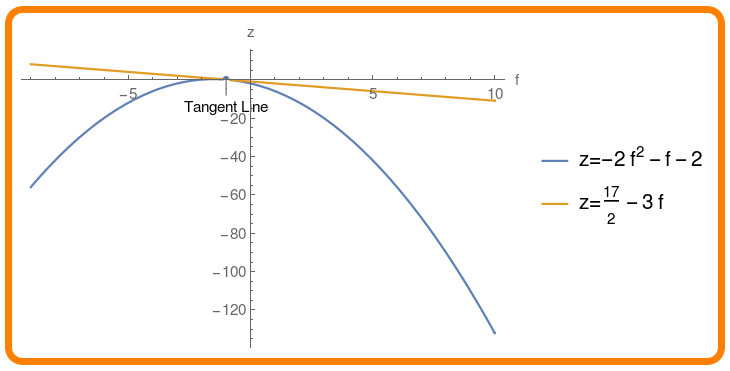 z
f
−5
5
10
Tangent Line
−20
−40
−60
−80
−100
−120
z=−2 f² − f − 2
z=17/2 − 3 f